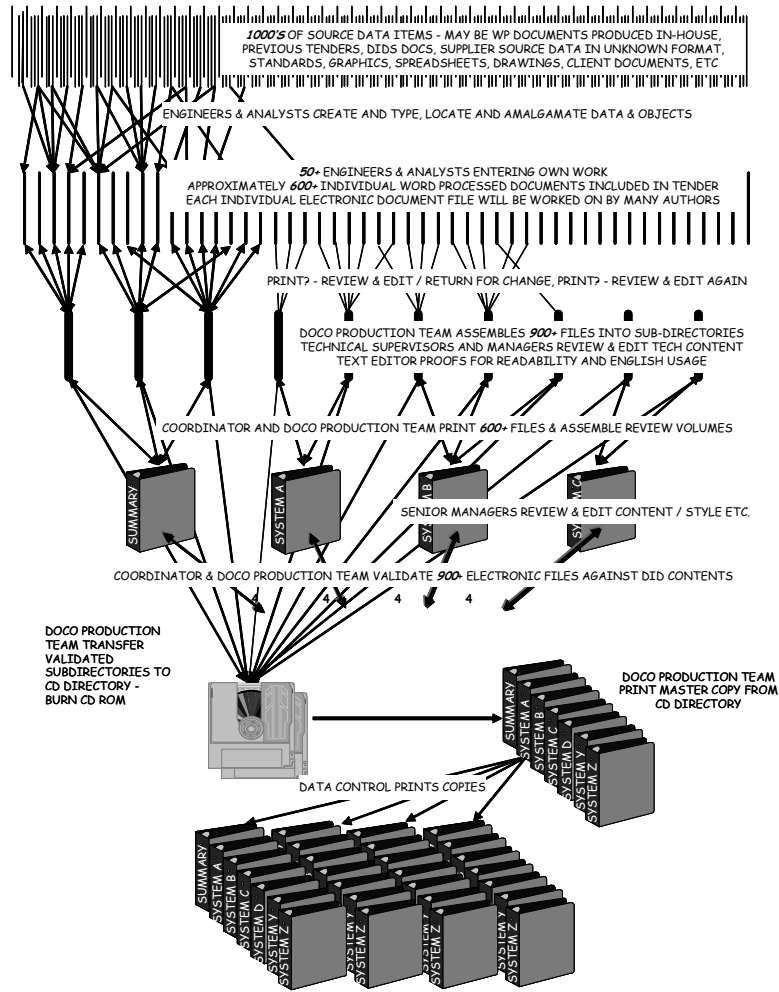 1000'S OF SOURCE DATA ITEMS - MAY BE WP DOCUMENTS PRODUCED IN-HOUSE,
PREVIOUS TENDERS, DIDS DOCS, SUPPLIER SOURCE DATA IN UNKNOWN FORMAT,
STANDARDS, GRAPHICS, SPREADSHEETS, DRAWINGS, CLIENT DOCUMENTS, ETC
ENGINEERS & ANALYSTS CREATE AND TYPE, LOCATE AND AMALGAMATE DATA & OBJECTS
50+ ENGINEERS & ANALYSTS ENTERING OWN WORK
APPROXIMATELY 600+ INDIVIDUAL WORD PROCESSED DOCUMENTS INCLUDED IN TENDER
EACH INDIVIDUAL ELECTRONIC DOCUMENT FILE WILL BE WORKED ON BY MANY AUTHORS
PRINT? - REVIEW & EDIT / RETURN FOR CHANGE, PRINT? - REVIEW & EDIT AGAIN
DOCO PRODUCTION TEAM ASSEMBLES 900+ FILES INTO SUB-DIRECTORIES
TECHNICAL SUPERVISORS AND MANAGERS REVIEW & EDIT TECH CONTENT
TEXT EDITOR PROOFS FOR READABILITY AND ENGLISH USAGE
COORDINATOR AND DOCO PRODUCTION TEAM PRINT 600+ FILES & ASSEMBLE REVIEW VOLUMES
SUMMARY
SYSTEM A
SYSTEM B
SYSTEM C
SENIOR MANAGERS REVIEW & EDIT CONTENT / STYLE ETC.
COORDINATOR & DOCO PRODUCTION TEAM VALIDATE 900+ ELECTRONIC FILES AGAINST DID CONTENTS
4 4 4 4
DOCO PRODUCTION
TEAM TRANSFER
VALIDATED
SUBDIRECTORIES TO
CD DIRECTORY -
BURN CD ROM
SUMMARY
SYSTEM A
SYSTEM B
SYSTEM C
SYSTEM D
SYSTEM Y
SYSTEM Z
DOCO PRODUCTION TEAM
PRINT MASTER COPY FROM
CD DIRECTORY
DATA CONTROL PRINTS COPIES
SUMMARY
SYSTEM A
SYSTEM B
SYSTEM C
SYSTEM D
SYSTEM Y
SYSTEM Z
SYSTEM Z
SYSTEM Z
SYSTEM Y
SYSTEM Z